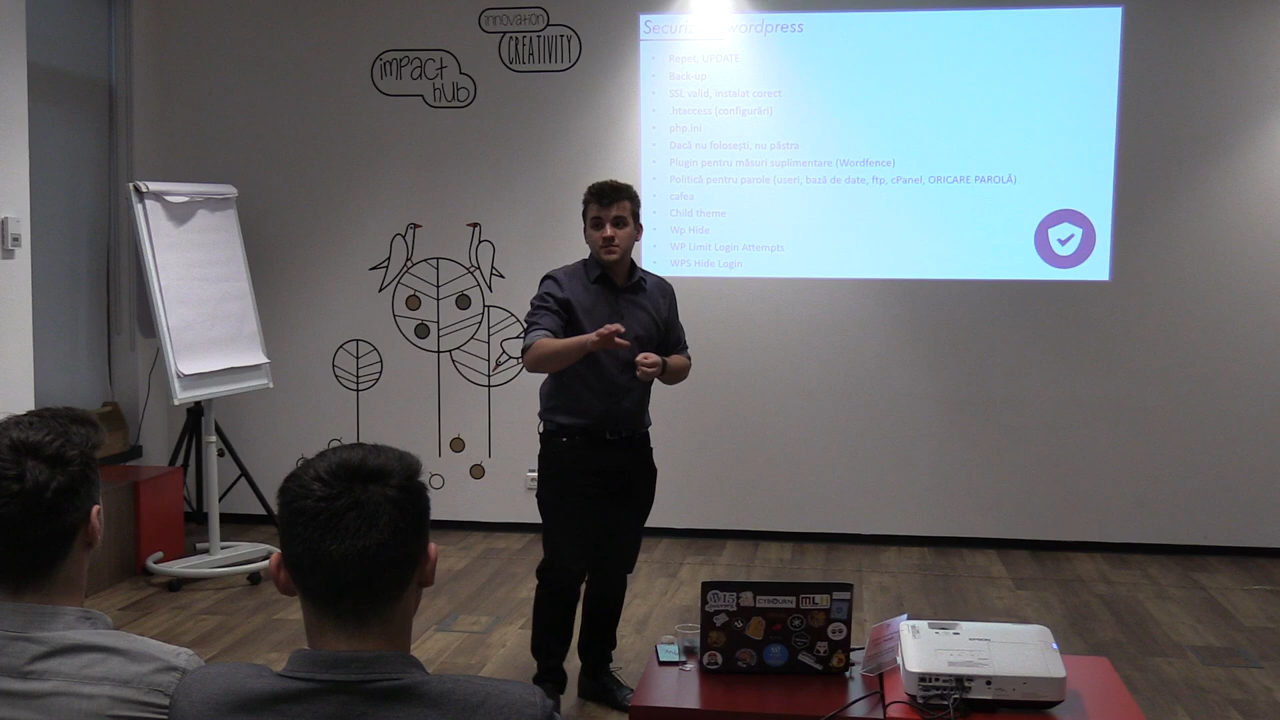 innovation
CREATIVITY
impact
hub
wordpress
Repet, UPDATE
Back-up
SSL valid, instalat corect
.htaccess (configurări)
php.ini
Dacă nu folosești, nu păstra
Plugin pentru măsuri suplimentare (Wordfence)
Politică pentru parole (useri, bază de date, ftp, cPanel, ORICARE PAROLĂ)
cafea
Child theme
Wp Hide
WP Limit Login Attempts
WPS Hide Login
EPSON